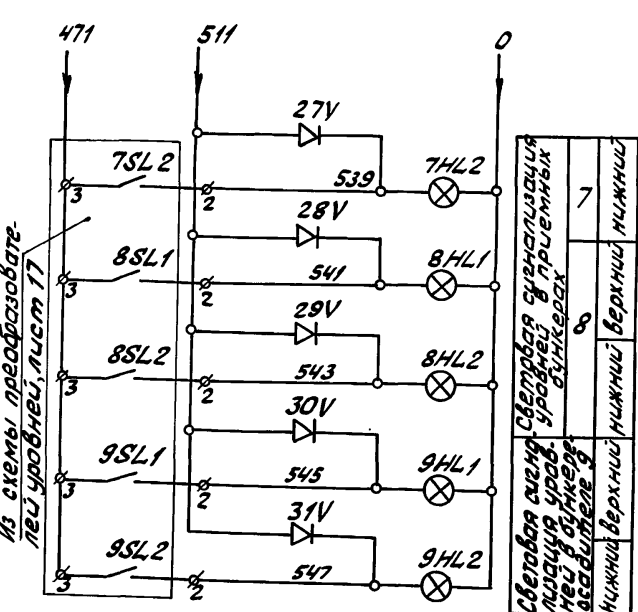 471
511
0
27V
7SL2
539
7HL2
3
2
28V
8SL1
541
8HL1
3
2
29V
8SL2
543
8HL2
3
2
30V
9SL1
545
9HL1
3
2
31V
9SL2
547
9HL2
3
2
Из схемы преобразовате-
лей уровней, лист 17
Световая сигнализация
уровней в приемных
бункерах
7
нижний
8
верхний
нижний
Световая сигна-
лизация уров-
ней в бункере-
осадителе 9
верхний
нижний